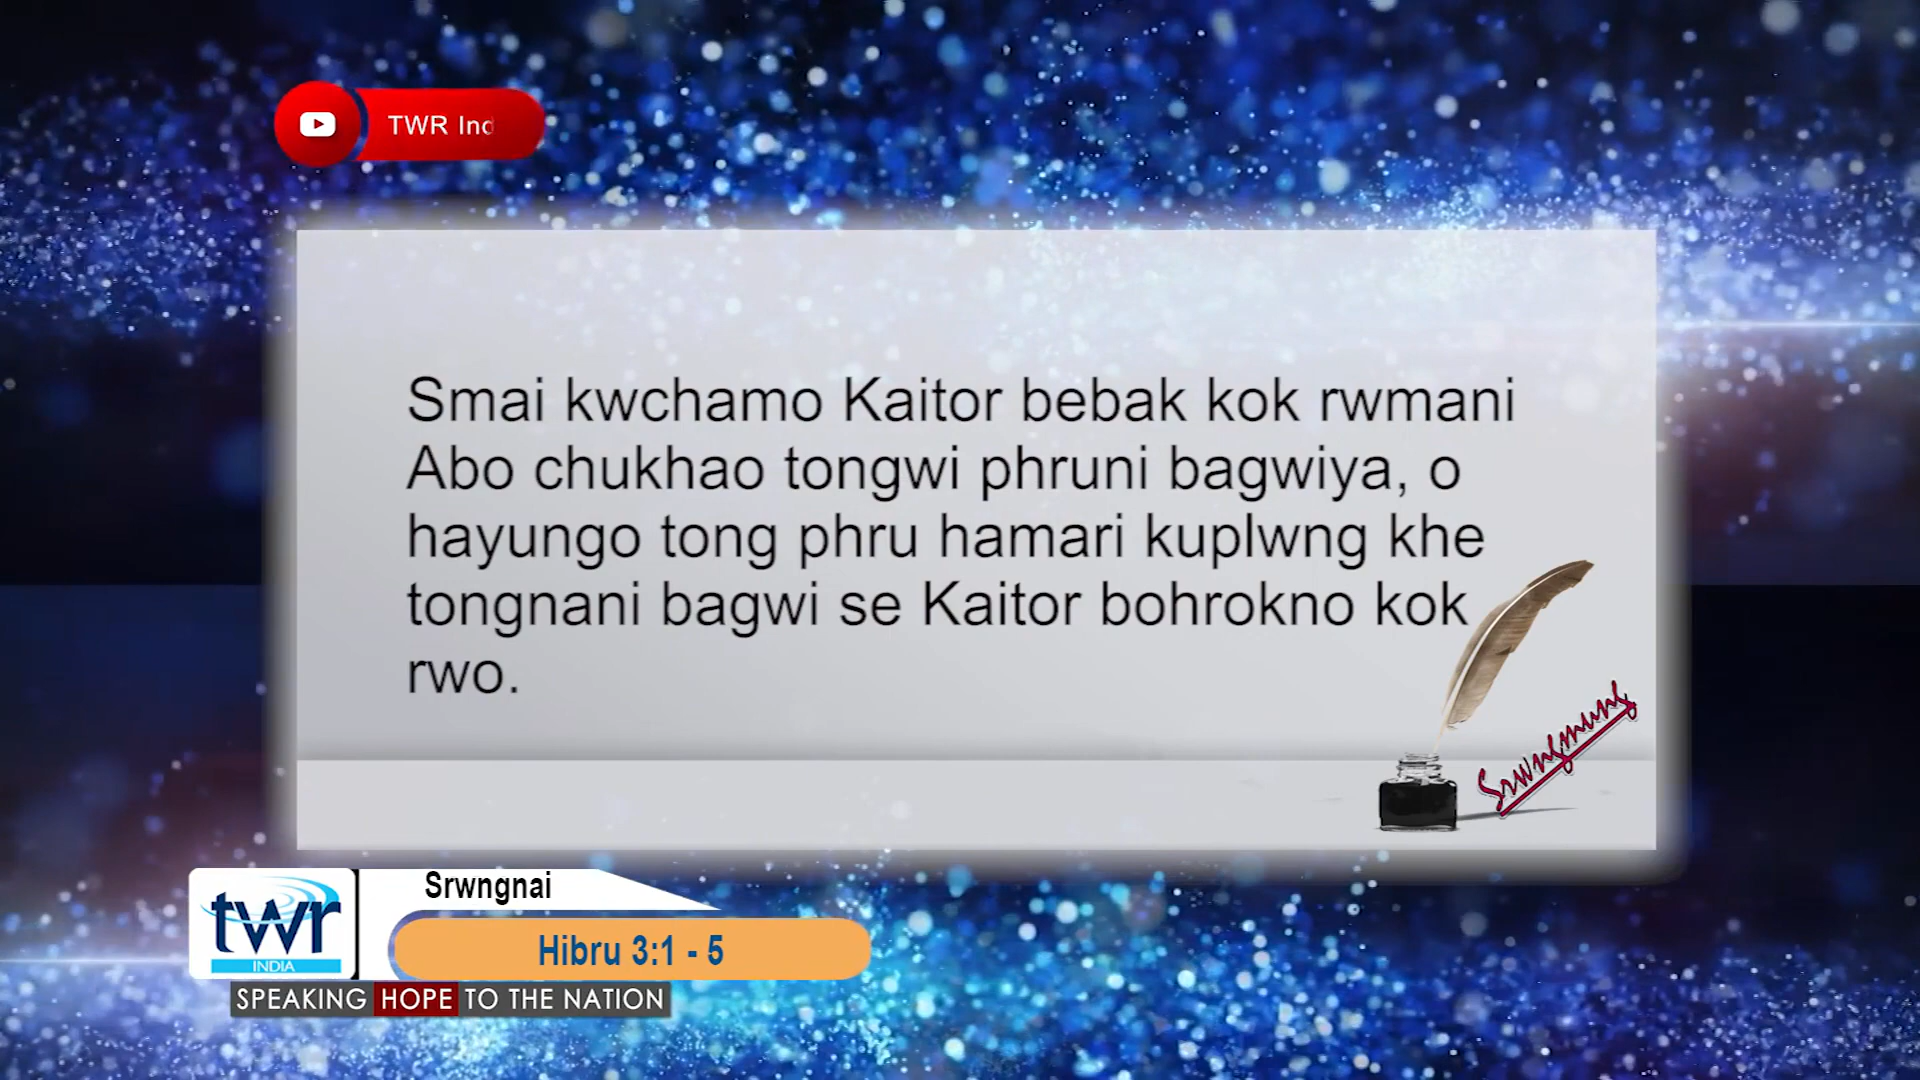 TWR Ind
Smai kwchamo Kaitor bebak kok rwmani
Abo chukhao tongwi phruni bagwiya, o
hayungo tong phru hamari kuplwng khe
tongnani bagwi se Kaitor bohrokno kok
rwo.
Srwngmung
Srwngnai
twr
INDIA
Hibru 3:1 - 5
SPEAKING HOPE TO THE NATION